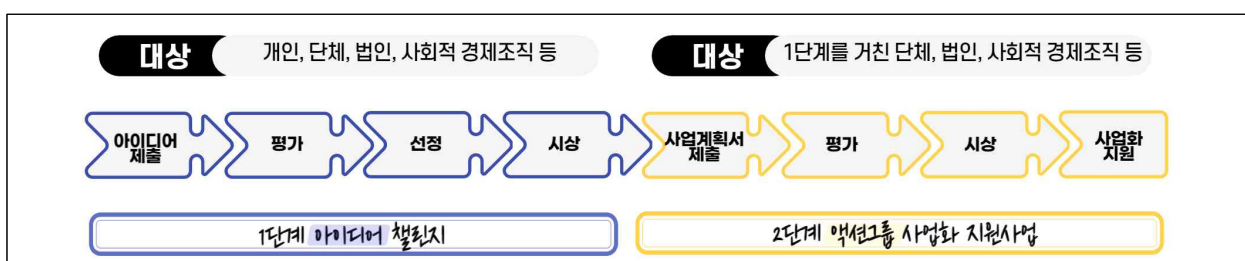 대상 개인, 단체, 법인, 사회적 경제조직 등
대상 1단계를 거친 단체, 법인, 사회적 경제조직 등
아이디어
제출
평가
선정
시상
사업계획서
제출
평가
시상
사업화
지원
1단계 아이디어 챌린지
2단계 액션그룹 사업화 지원사업